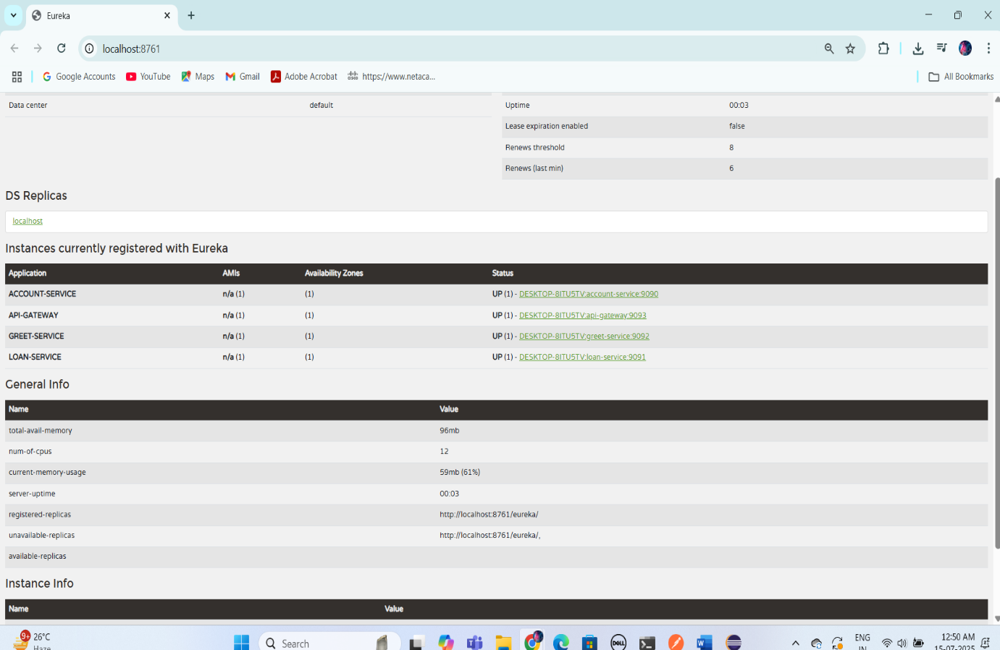 Eureka
localhost:8761
Google Accounts YouTube Maps Gmail Adobe Acrobat https://www.netaca... All Bookmarks
Data center default
Uptime 00:03
Lease expiration enabled false
Renews threshold 8
Renews (last min) 6
DS Replicas
localhost
Instances currently registered with Eureka
Application AMIs Availability Zones Status
ACCOUNT-SERVICE n/a (1) (1) UP (1) - DESKTOP-8ITU5TV:account-service:9090
API-GATEWAY n/a (1) (1) UP (1) - DESKTOP-8ITU5TV:api-gateway:9093
GREET-SERVICE n/a (1) (1) UP (1) - DESKTOP-8ITU5TV:greet-service:9092
LOAN-SERVICE n/a (1) (1) UP (1) - DESKTOP-8ITU5TV:loan-service:9091
General Info
Name Value
total-avail-memory 96mb
num-of-cpus 12
current-memory-usage 59mb (61%)
server-uptime 00:03
registered-replicas http://localhost:8761/eureka/
unavailable-replicas http://localhost:8761/eureka/,
available-replicas
Instance Info
Name Value
9+ 26°C
Haze
Search
DELL
ENG
IN
12:50 AM
15-07-2025